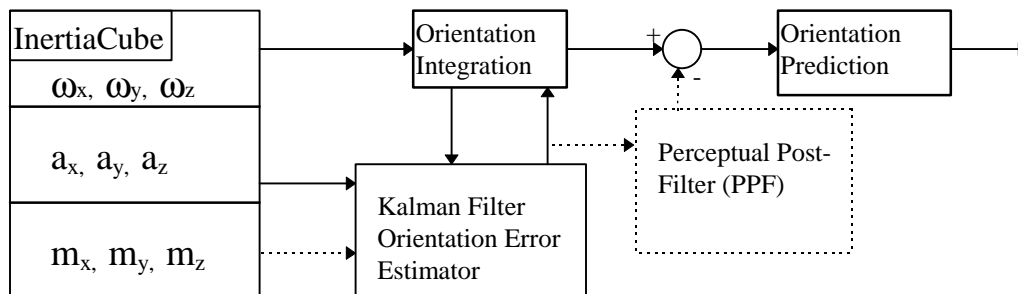 InertiaCube
ωx, ωy, ωz
ax, ay, az
mx, my, mz
Orientation
Integration
Kalman Filter
Orientation Error
Estimator
+
-
Perceptual Post-
Filter (PPF)
Orientation
Prediction